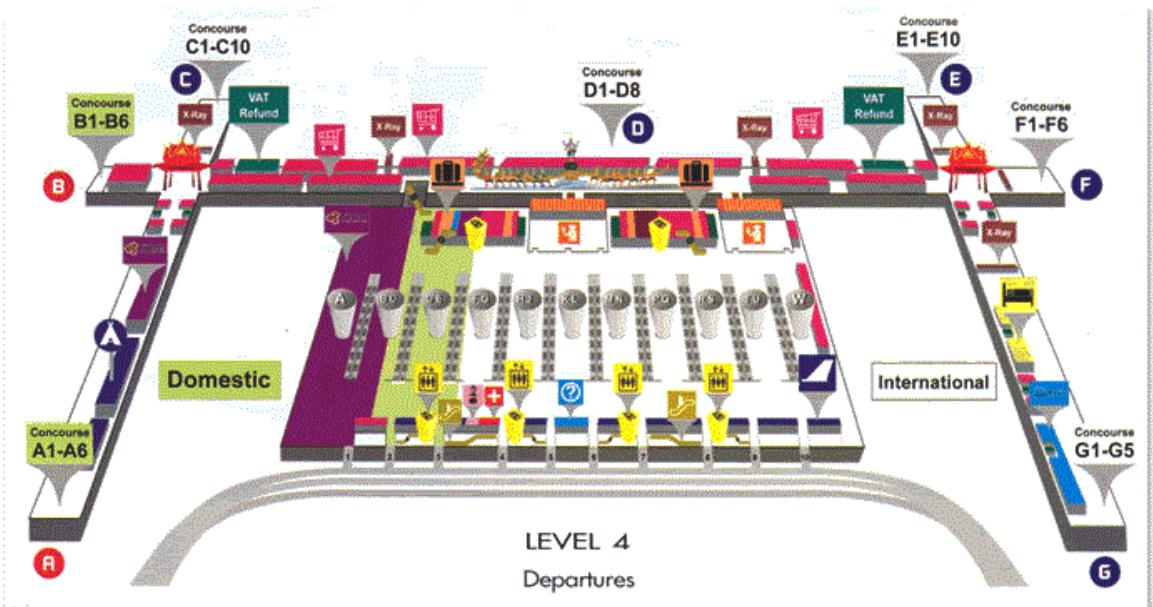 Concourse
C1-C10
C
Concourse
E1-E10
E
Concourse
D1-D8
D
VAT
Refund
VAT
Refund
Concourse
B1-B6
X-Ray
X-Ray
X-Ray
X-Ray
Concourse
F1-F6
B
F
X-Ray
A
W
Domestic
International
Concourse
A1-A6
Concourse
G1-G5
?
LEVEL 4
Departures
A
G